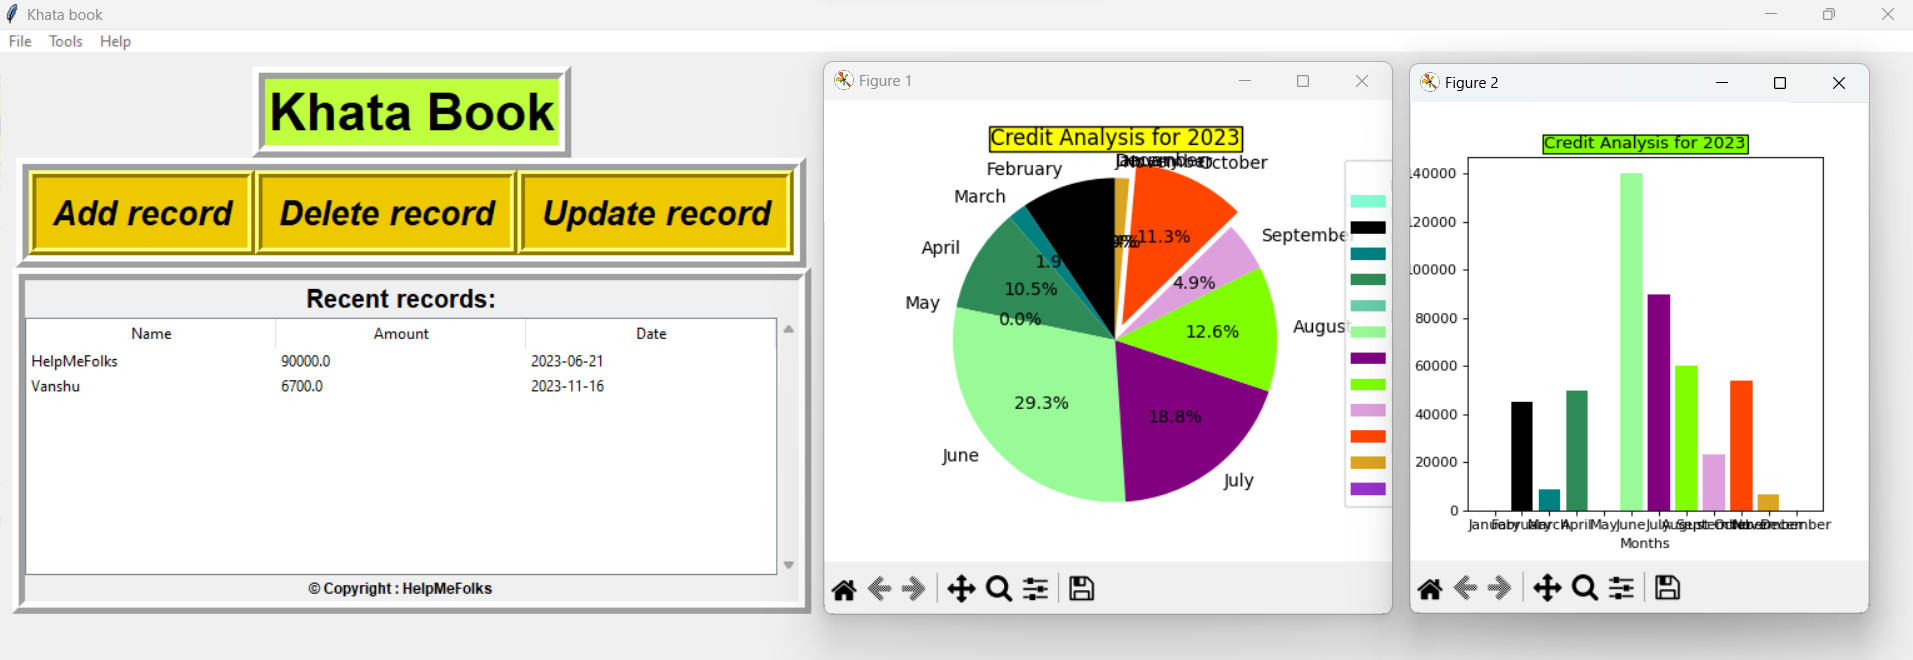 Khata book
File Tools Help
Khata Book
Add record Delete record Update record
Recent records:
Name Amount Date
HelpMeFolks 90000.0 2023-06-21
Vanshu 6700.0 2023-11-16
© Copyright : HelpMeFolks
Figure 1
Credit Analysis for 2023
October
February
March
April
May
June
July
August
September
11.3%
4.9%
12.6%
18.8%
29.3%
0.0%
10.5%
1.9
Figure 2
Credit Analysis for 2023
140000
120000
100000
80000
60000
40000
20000
0
January February March April May June July August September October November December
Months